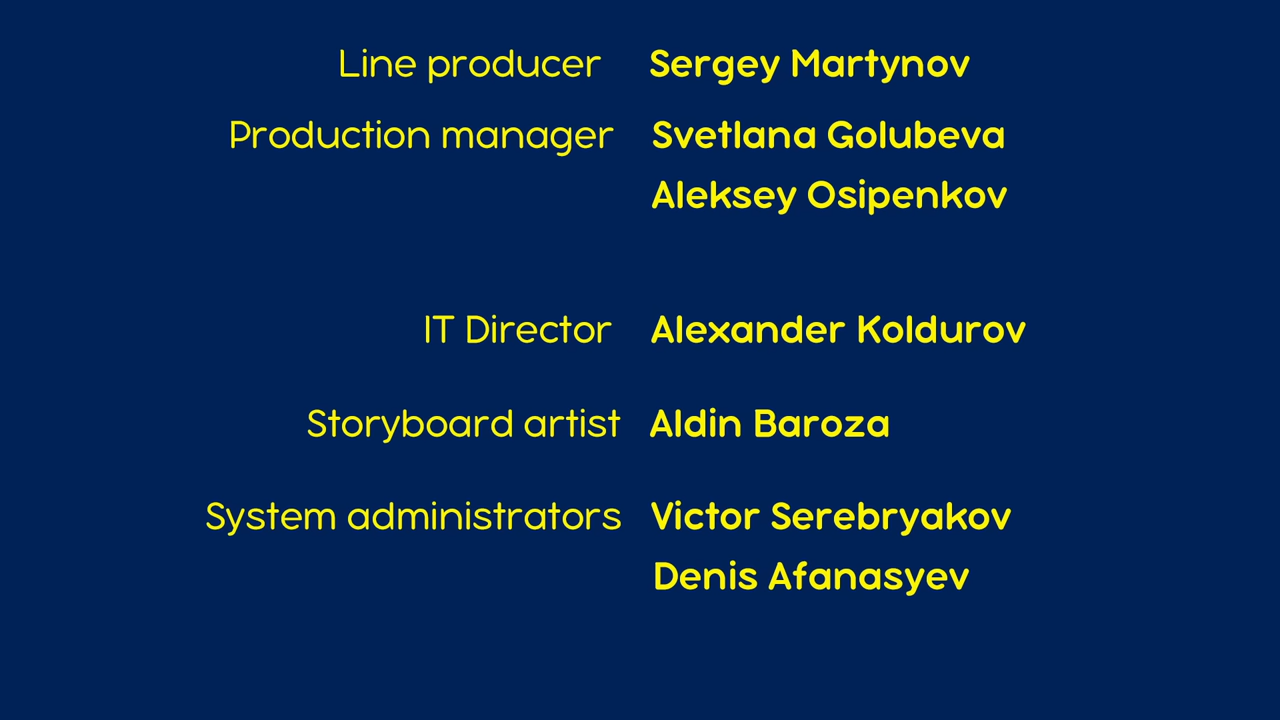 Line producer Sergey Martynov
Production manager Svetlana Golubeva
Aleksey Osipenkov
IT Director Alexander Koldurov
Storyboard artist Aldin Baroza
System administrators Victor Serebryakov
Denis Afanasyev